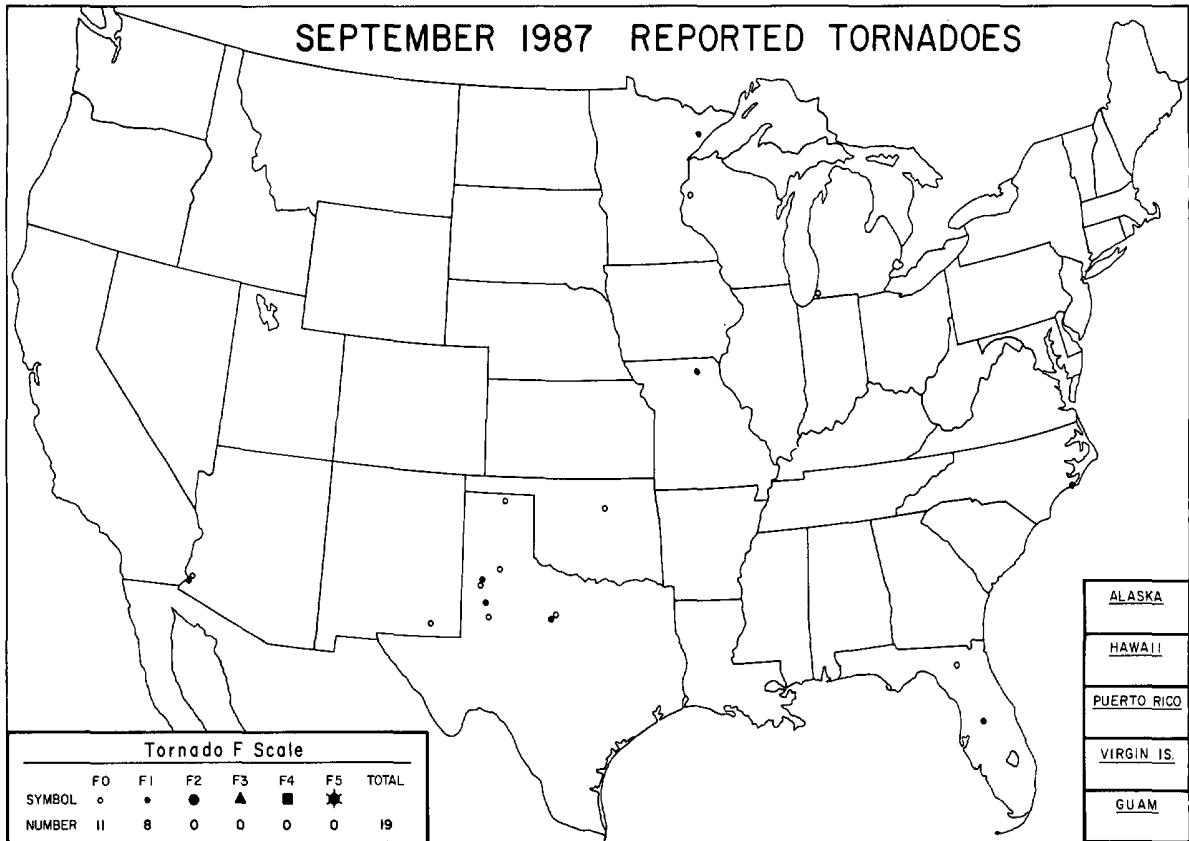 SEPTEMBER 1987 REPORTED TORNADOES
ALASKA
HAWAII
PUERTO RICO
VIRGIN IS.
GUAM
Tornado F Scale
F0 F1 F2 F3 F4 F5 TOTAL
SYMBOL
NUMBER 11 8 0 0 0 0 19